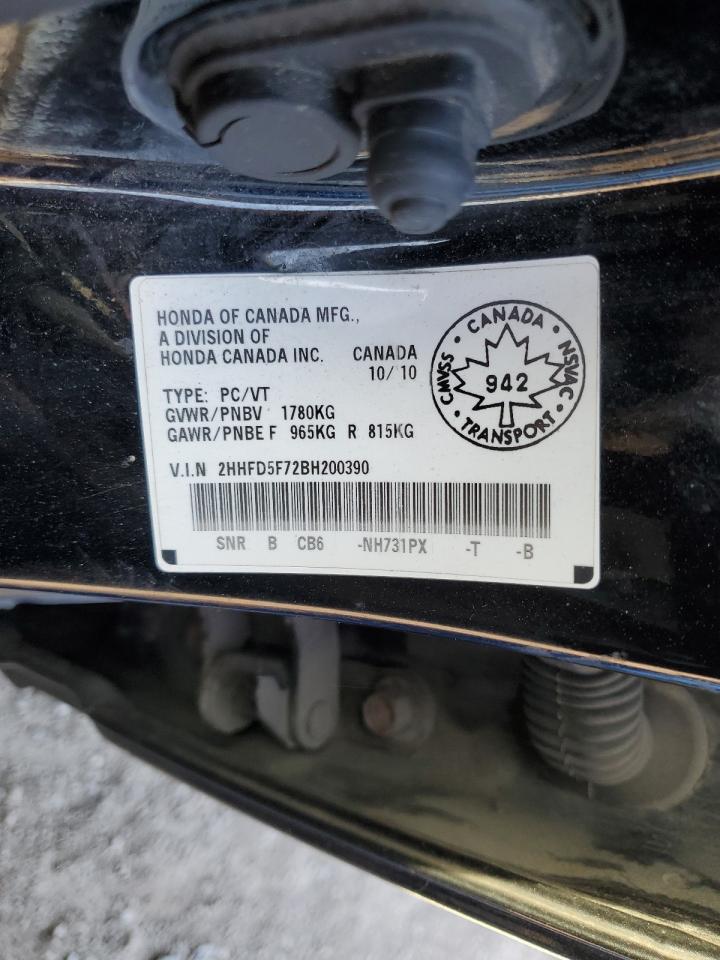 HONDA OF CANADA MFG.,
A DIVISION OF
HONDA CANADA INC. CANADA
10/10
TYPE: PC/VT
GVWR/PNBV 1780KG
GAWR/PNBE F 965KG R 815KG
CANADA
CMVSS 942 NSVAC
TRANSPORT
V.I.N 2HHFD5F72BH200390
SNR B CB6 -NH731PX -T -B